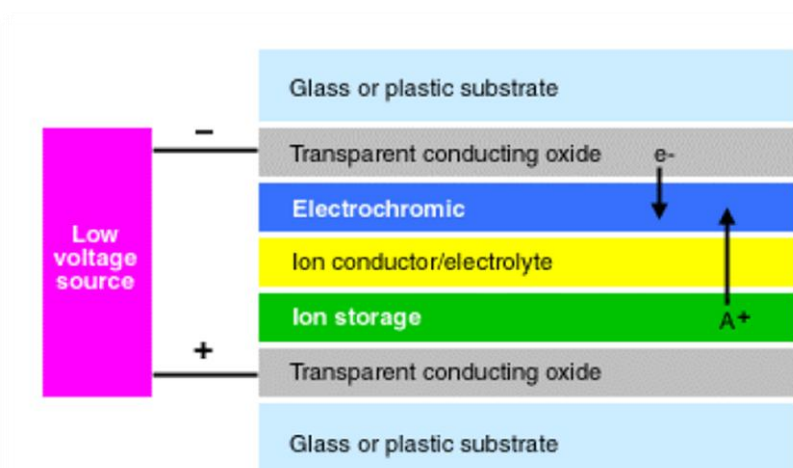 Glass or plastic substrate
−
Transparent conducting oxide e-
Electrochromic
Low
voltage
source
Ion conductor/electrolyte
Ion storage
A+
+
Transparent conducting oxide
Glass or plastic substrate